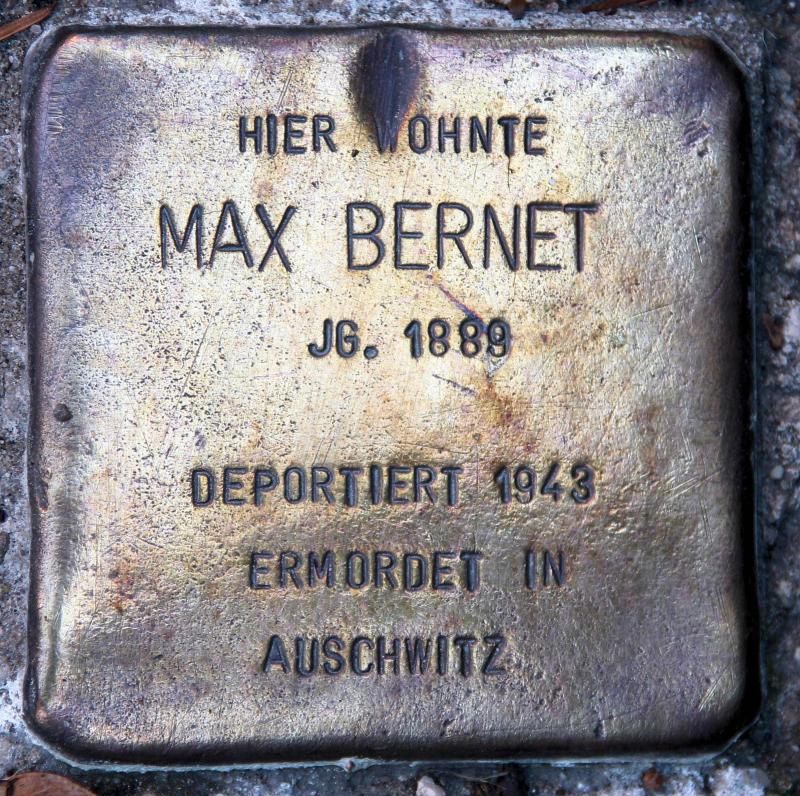 HIER WOHNTE
MAX BERNET
JG. 1889
DEPORTIERT 1943
ERMORDET IN
AUSCHWITZ